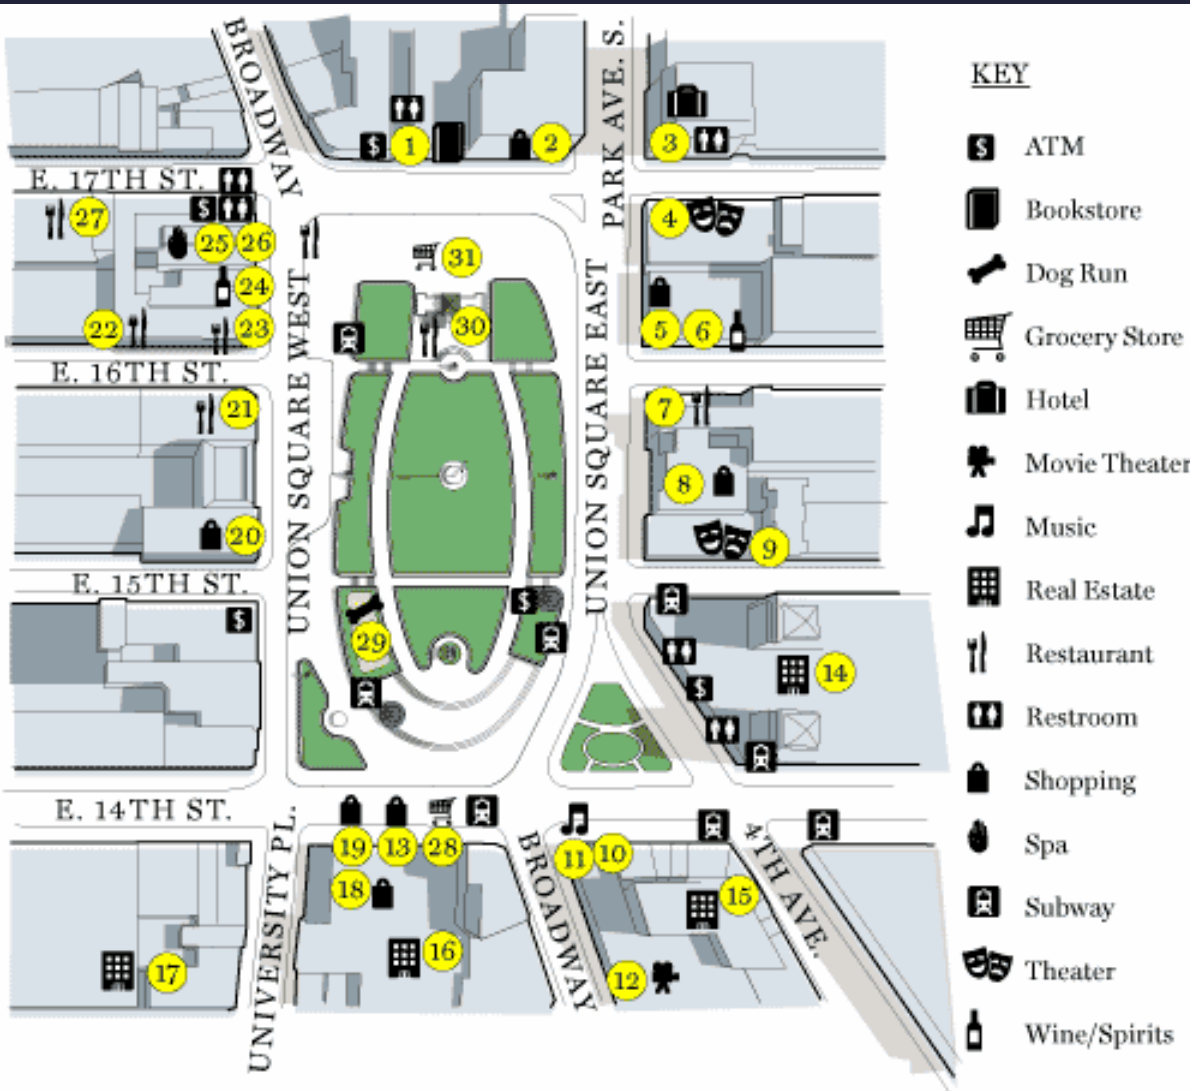 BROADWAY
PARK AVE. S.
KEY
1
2
3
$
$ ATM
Bookstore
E. 17TH ST.
27
$
25
26
4
Dog Run
31
24
22
23
30
5
6
Grocery Store
UNION SQUARE WEST
UNION SQUARE EAST
E. 16TH ST.
21
7
Hotel
8
Movie Theater
20
9
Music
E. 15TH ST.
$
$
29
Real Estate
14
$
Restaurant
Restroom
E. 14TH ST.
Shopping
19
13
28
11
10
Spa
UNIVERSITY PL.
BROADWAY
4TH AVE.
18
15
Subway
17
16
12
Theater
Wine/Spirits